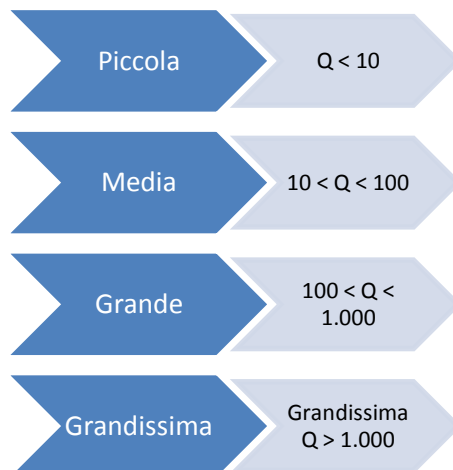 Piccola
Q < 10
Media
10 < Q < 100
Grande
100 < Q <
1.000
Grandissima
Grandissima
Q > 1.000